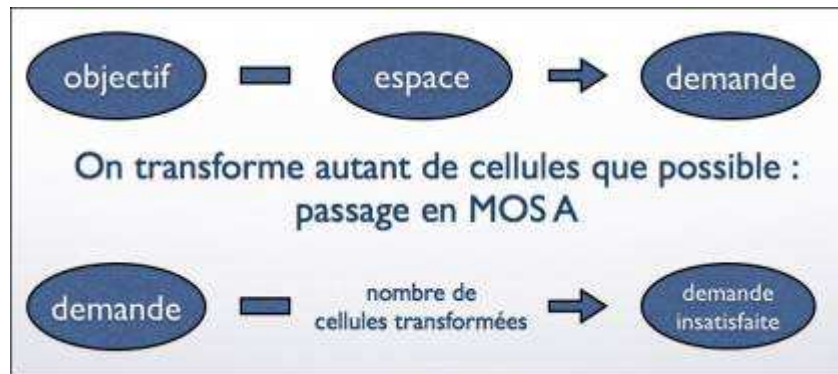 objectif espace demande
On transforme autant de cellules que possible :
passage en MOS A
demande nombre de cellules transformées demande insatisfaite